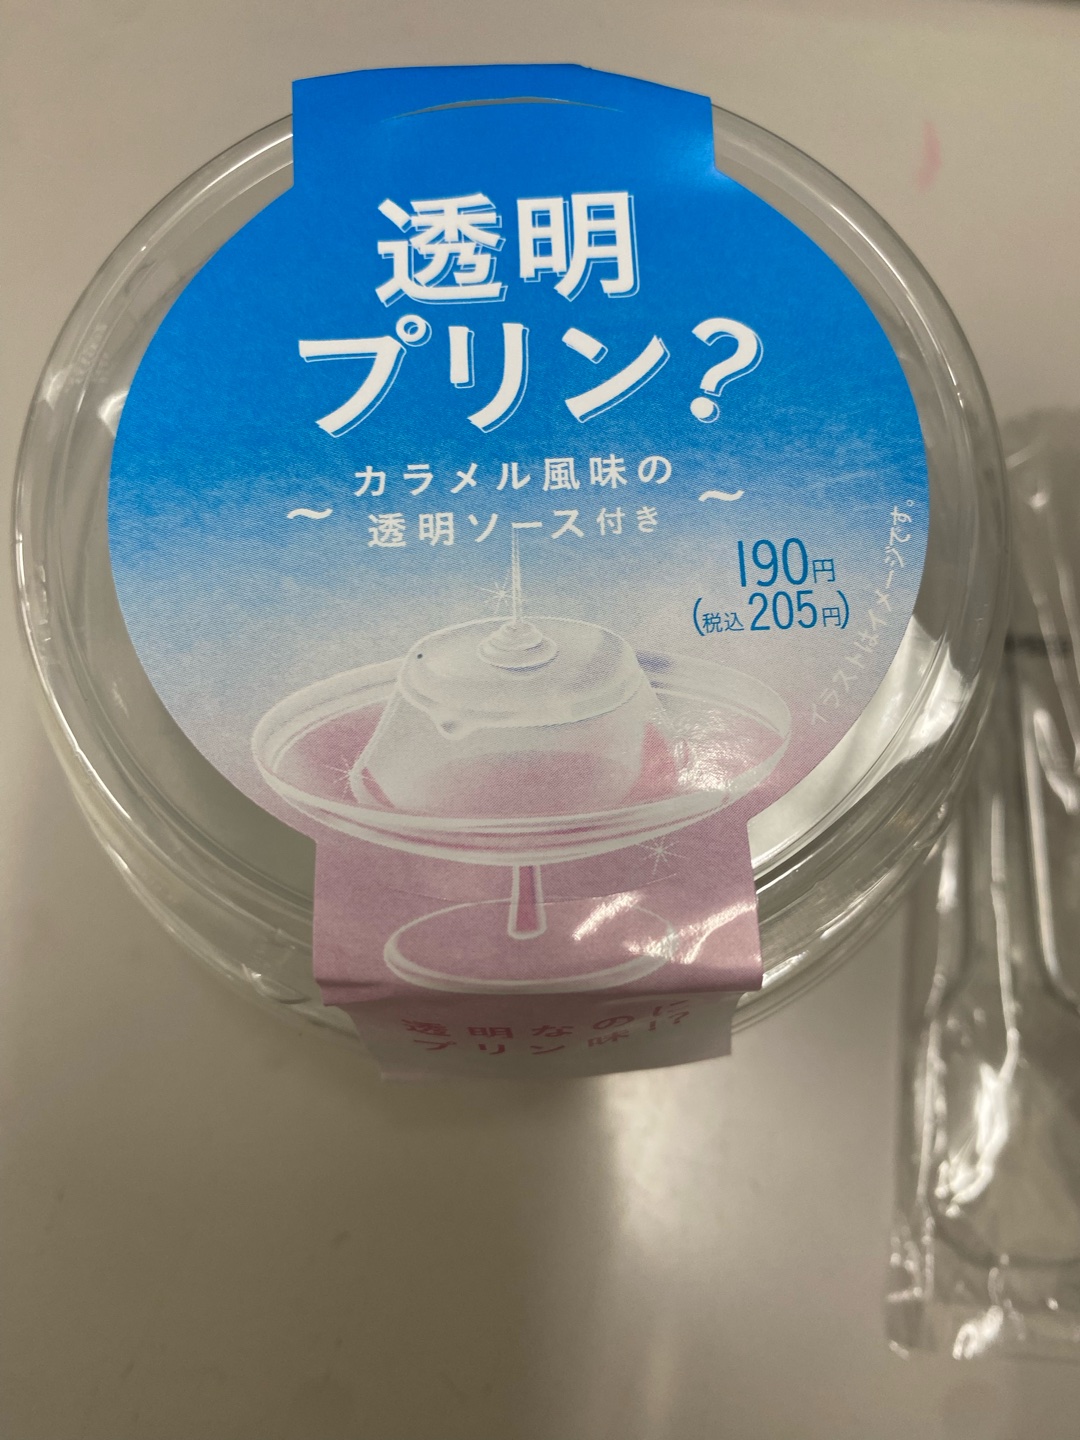 透明
プリン?
～カラメル風味の
透明ソース付き～
190円
(税込205円)
イラストはイメージです。
透明なのに
プリン味!?